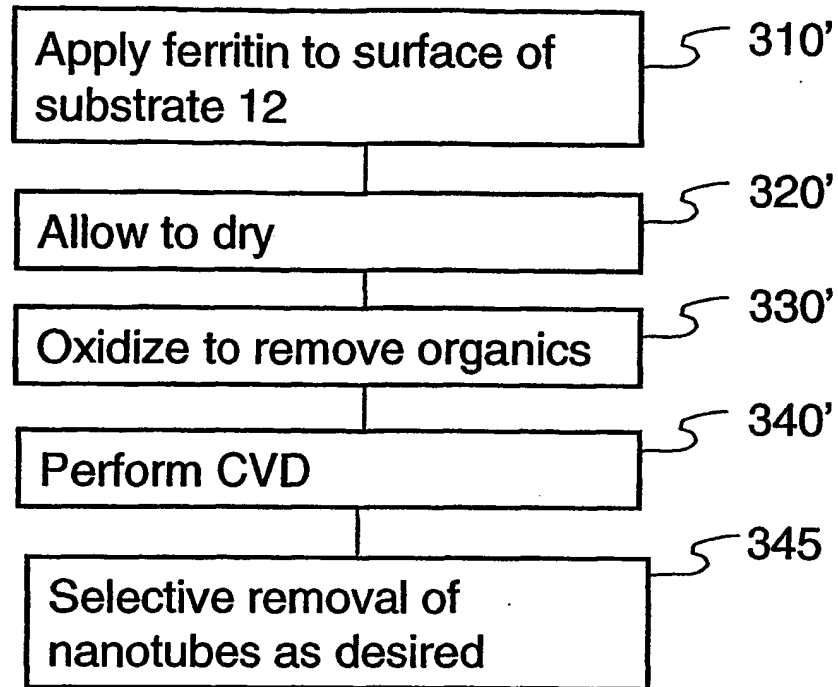 Apply ferritin to surface of
substrate 12
310’
Allow to dry
320’
Oxidize to remove organics
330’
Perform CVD
340’
Selective removal of
nanotubes as desired
345